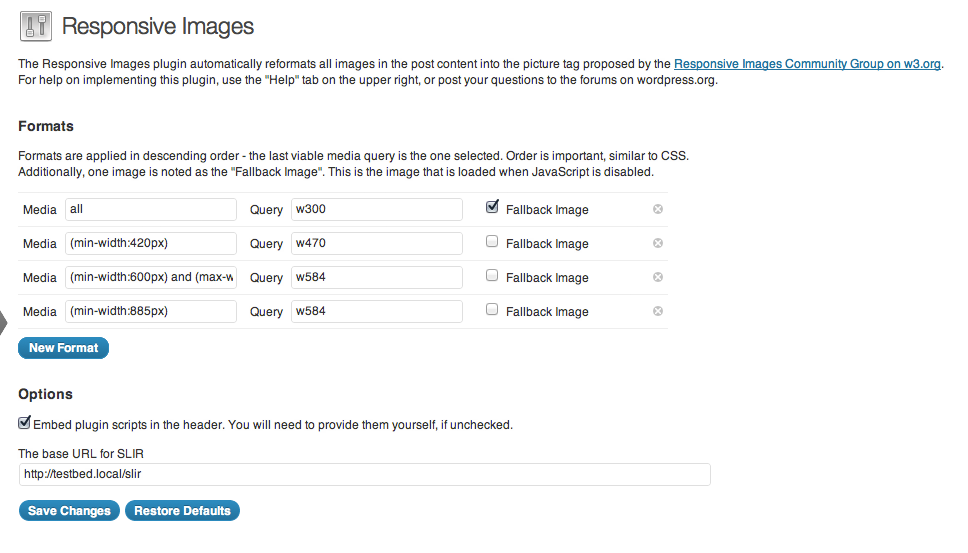 Responsive Images
The Responsive Images plugin automatically reformats all images in the post content into the picture tag proposed by the Responsive Images Community Group on w3.org.
For help on implementing this plugin, use the "Help" tab on the upper right, or post your questions to the forums on wordpress.org.
Formats
Formats are applied in descending order - the last viable media query is the one selected. Order is important, similar to CSS.
Additionally, one image is noted as the "Fallback Image". This is the image that is loaded when JavaScript is disabled.
Media all Query w300 Fallback Image
Media (min-width:420px) Query w470 Fallback Image
Media (min-width:600px) and (max-w Query w584 Fallback Image
Media (min-width:885px) Query w584 Fallback Image
New Format
Options
Embed plugin scripts in the header. You will need to provide them yourself, if unchecked.
The base URL for SLIR
http://testbed.local/slir
Save Changes Restore Defaults